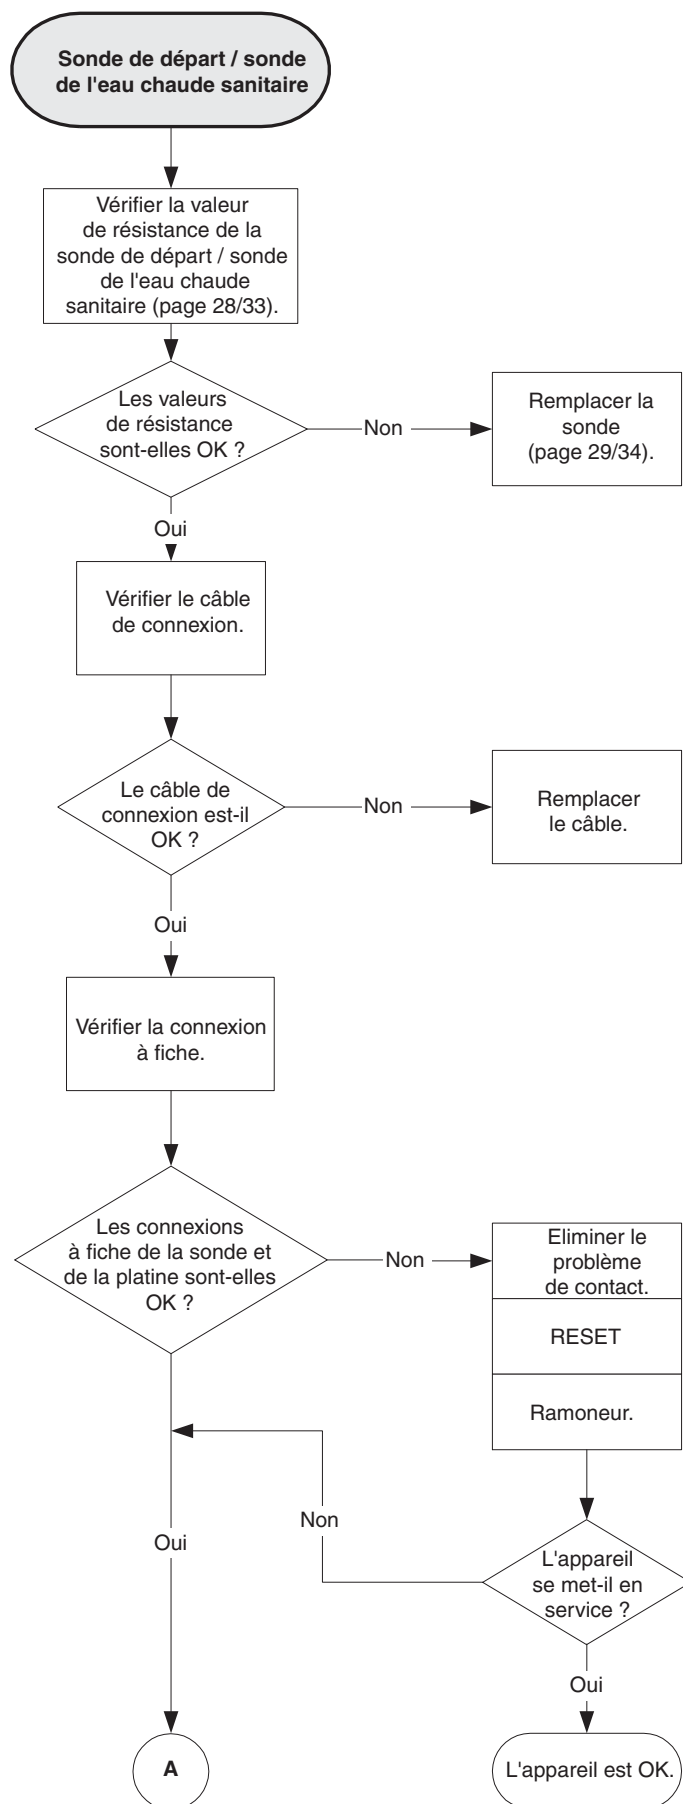 Sonde de départ / sonde
de l'eau chaude sanitaire
Vérifier la valeur
de résistance de la
sonde de départ / sonde
de l'eau chaude
sanitaire (page 28/33).
Les valeurs
de résistance
sont-elles OK ?
Non
Remplacer la
sonde
(page 29/34).
Oui
Vérifier le câble
de connexion.
Le câble de
connexion est-il
OK ?
Non
Remplacer
le câble.
Oui
Vérifier la connexion
à fiche.
Les connexions
à fiche de la sonde et
de la platine sont-elles
OK ?
Non
Eliminer le
problème
de contact.
RESET
Ramoneur.
Non
Oui
L'appareil
se met-il en
service ?
Oui
A
L'appareil est OK.